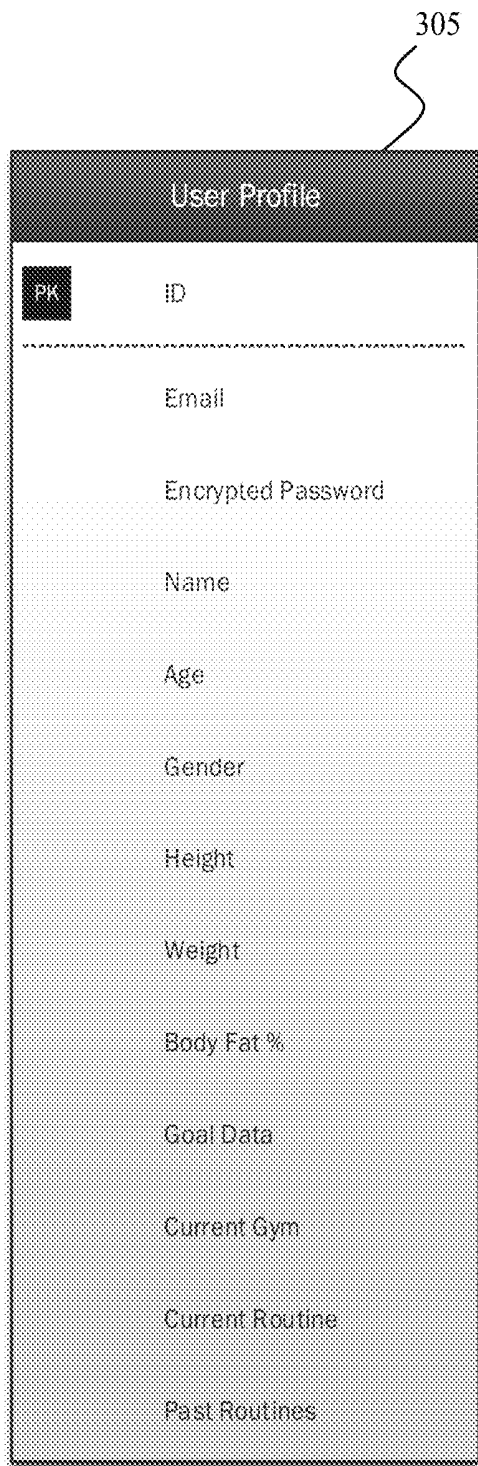 305
User Profile
PK ID
Email
Encrypted Password
Name
Age
Gender
Height
Weight
Body Fat %
Goal Data
Current Gym
Current Routine
Past Routines